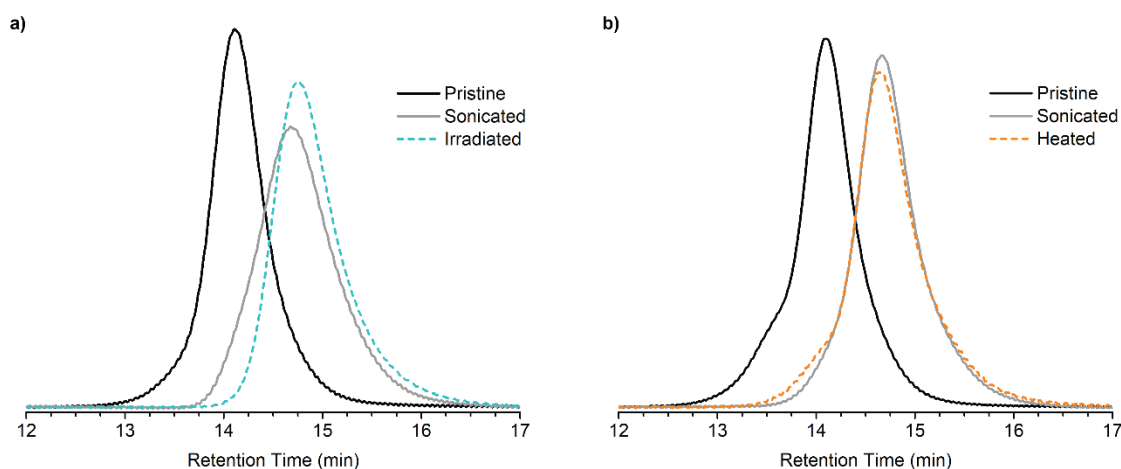 a)
Pristine
Sonicated
Irradiated
12 13 14 15 16 17
Retention Time (min)
b)
Pristine
Sonicated
Heated
12 13 14 15 16 17
Retention Time (min)